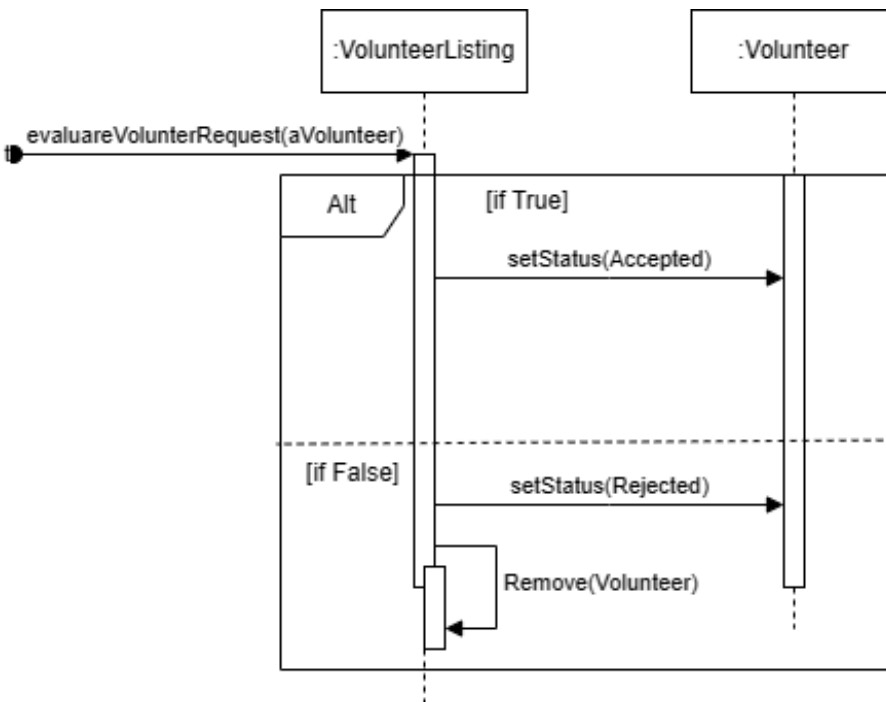 :VolunteerListing
:Volunteer
evaluareVolunterRequest(aVolunteer)
Alt
[if True]
setStatus(Accepted)
[if False]
setStatus(Rejected)
Remove(Volunteer)